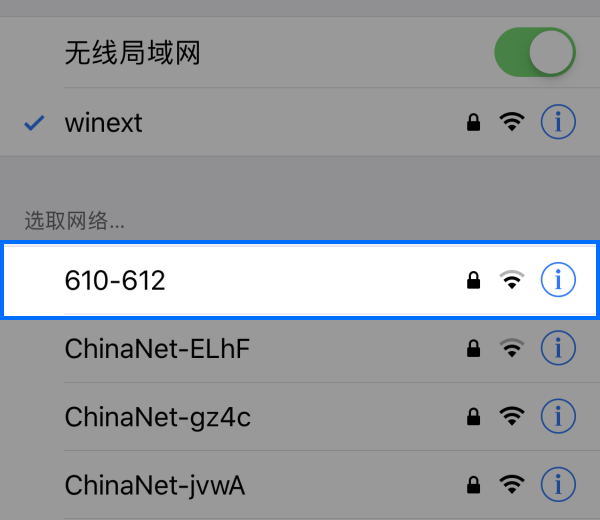 无线局域网
winext
选取网络...
610-612
ChinaNet-ELhF
ChinaNet-gz4c
ChinaNet-jvwA